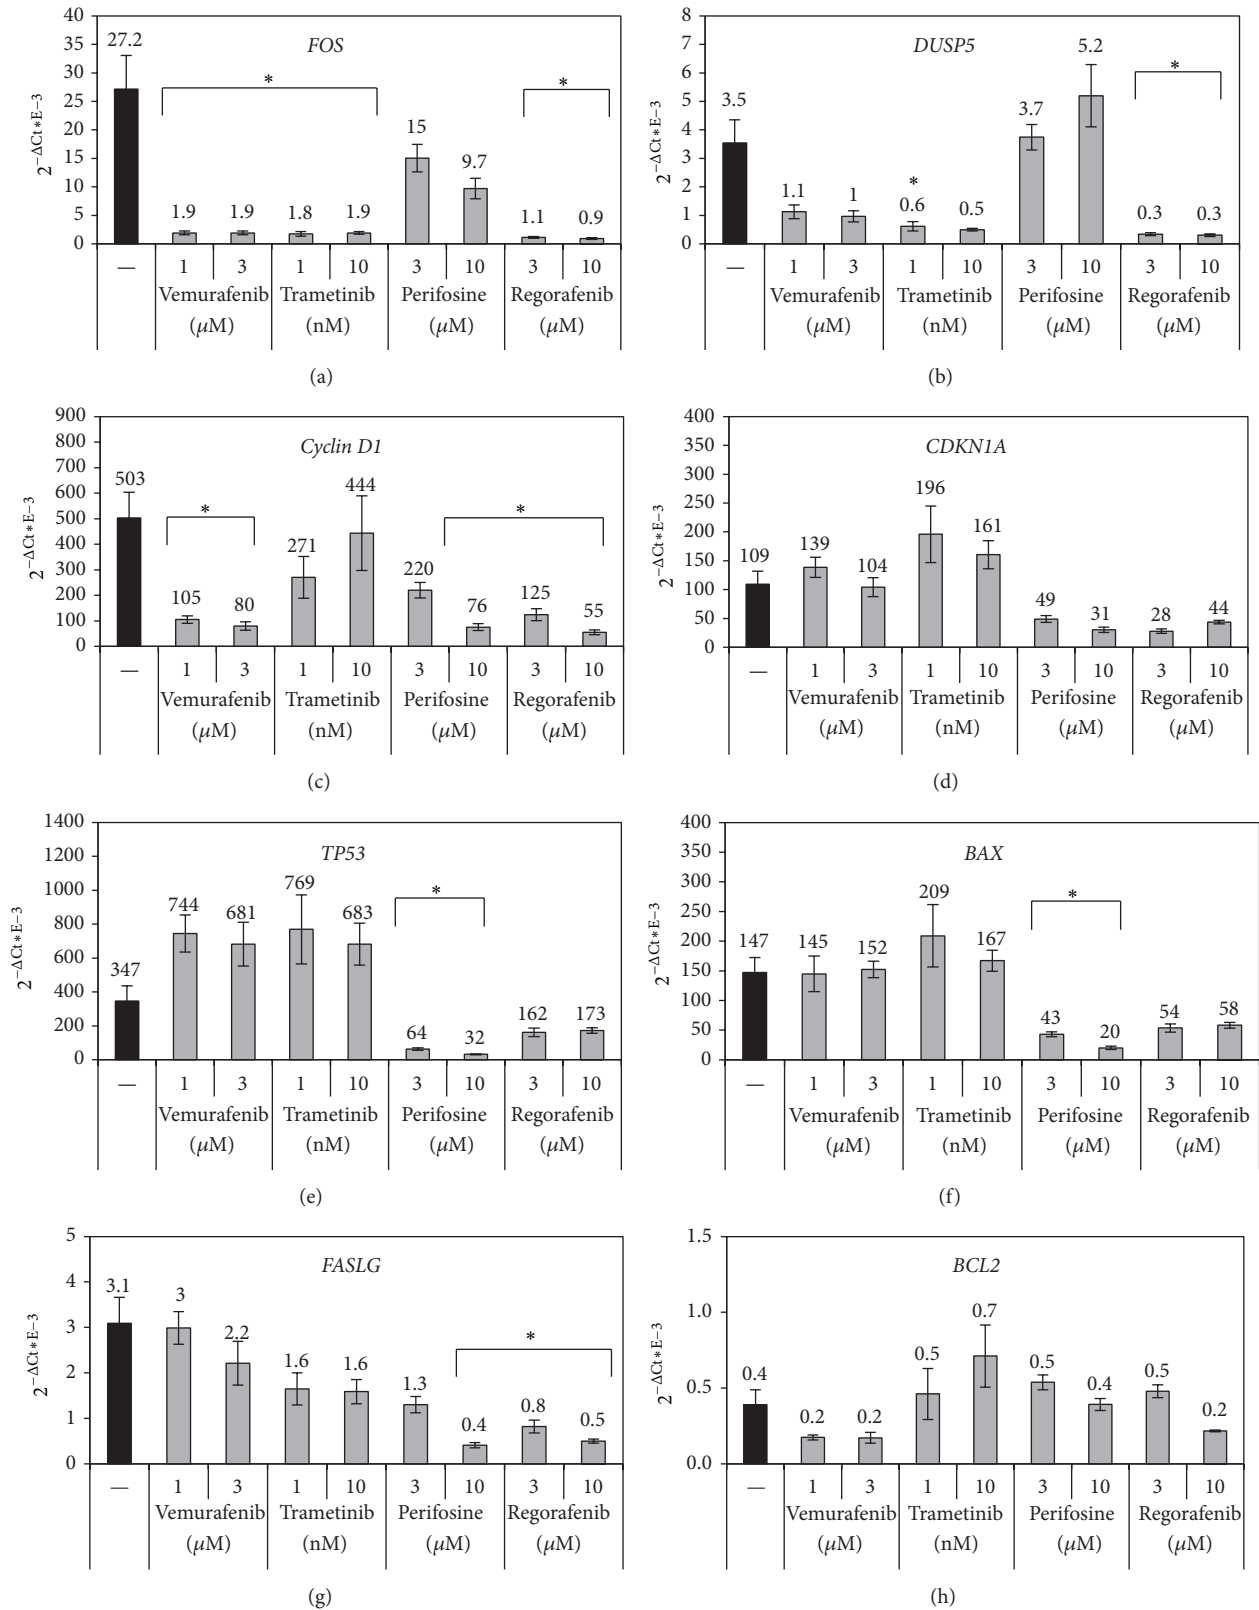 40
35
30
25
20
15
10
5
0
2^−ΔCt∗E−3
FOS
27.2
1.9 1.9 1.8 1.9 15 9.7 1.1 0.9
* *
— 1 3 1 10 3 10 3 10
Vemurafenib Trametinib Perifosine Regorafenib
(μM) (nM) (μM) (μM)
(a)
8
7
6
5
4
3
2
1
0
2^−ΔCt∗E−3
DUSP5
3.5 1.1 1 0.6 0.5 3.7 5.2 0.3 0.3
* *
— 1 3 1 10 3 10 3 10
Vemurafenib Trametinib Perifosine Regorafenib
(μM) (nM) (μM) (μM)
(b)
900
800
700
600
500
400
300
200
100
0
2^−ΔCt∗E−3
Cyclin D1
503 105 80 271 444 220 76 125 55
* *
— 1 3 1 10 3 10 3 10
Vemurafenib Trametinib Perifosine Regorafenib
(μM) (nM) (μM) (μM)
(c)
400
350
300
250
200
150
100
50
0
2^−ΔCt∗E−3
CDKN1A
109 139 104 196 161 49 31 28 44
— 1 3 1 10 3 10 3 10
Vemurafenib Trametinib Perifosine Regorafenib
(μM) (nM) (μM) (μM)
(d)
1400
1200
1000
800
600
400
200
0
2^−ΔCt∗E−3
TP53
347 744 681 769 683 64 32 162 173
*
— 1 3 1 10 3 10 3 10
Vemurafenib Trametinib Perifosine Regorafenib
(μM) (nM) (μM) (μM)
(e)
400
350
300
250
200
150
100
50
0
2^−ΔCt∗E−3
BAX
147 145 152 209 167 43 20 54 58
*
— 1 3 1 10 3 10 3 10
Vemurafenib Trametinib Perifosine Regorafenib
(μM) (nM) (μM) (μM)
(f)
5
4
3
2
1
0
2^−ΔCt∗E−3
FASLG
3.1 3 2.2 1.6 1.6 1.3 0.4 0.8 0.5
*
— 1 3 1 10 3 10 3 10
Vemurafenib Trametinib Perifosine Regorafenib
(μM) (nM) (μM) (μM)
(g)
1.5
1.0
0.5
0.0
2^−ΔCt∗E−3
BCL2
0.4 0.2 0.2 0.5 0.7 0.5 0.4 0.5 0.2
— 1 3 1 10 3 10 3 10
Vemurafenib Trametinib Perifosine Regorafenib
(μM) (nM) (μM) (μM)
(h)